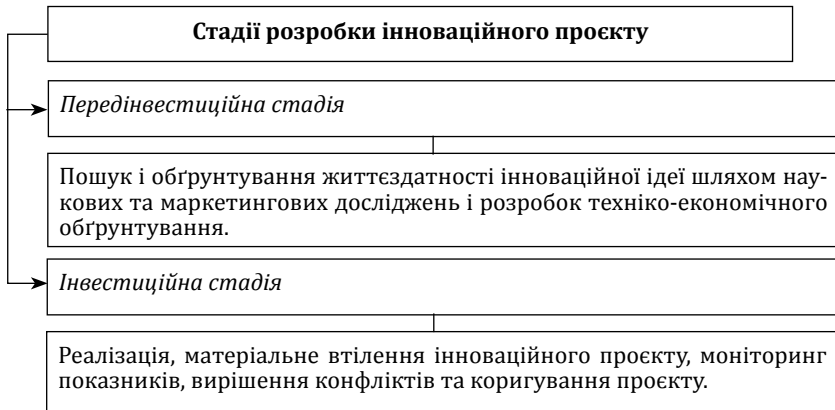 Стадії розробки інноваційного проєкту
Передінвестиційна стадія
Пошук і обґрунтування життєздатності інноваційної ідеї шляхом нау-
кових та маркетингових досліджень і розробок техніко-економічного
обґрунтування.
Інвестиційна стадія
Реалізація, матеріальне втілення інноваційного проєкту, моніторинг
показників, вирішення конфліктів та коригування проєкту.